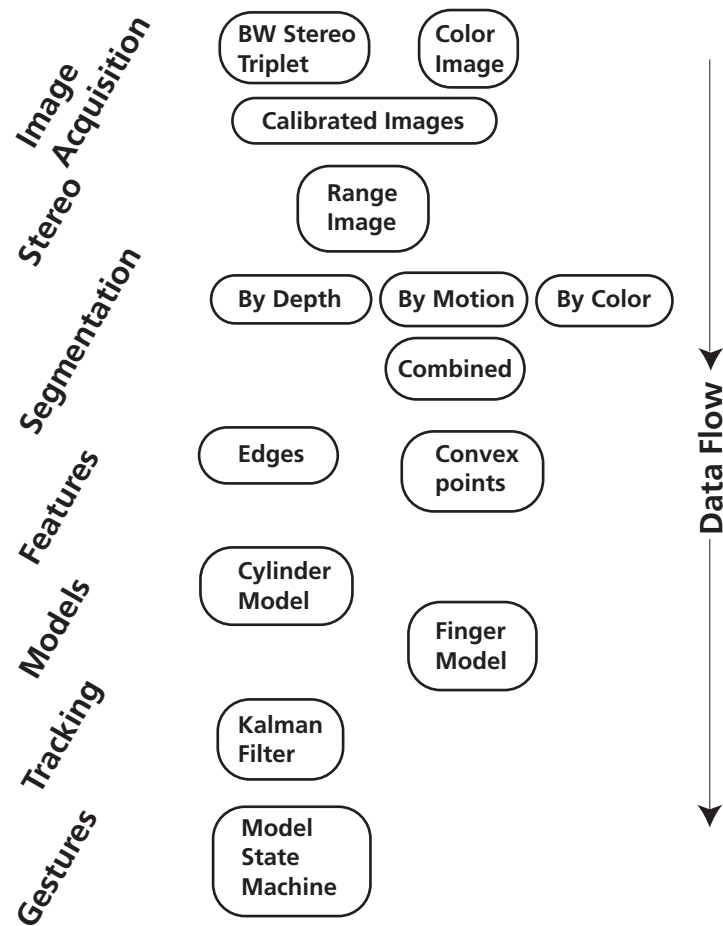 Image
Acquisition
BW Stereo
Triplet
Color
Image
Calibrated Images
Stereo
Range
Image
Segmentation
By Depth
By Motion
By Color
Combined
Data Flow
Features
Edges
Convex
points
Models
Cylinder
Model
Finger
Model
Tracking
Kalman
Filter
Gestures
Model
State
Machine